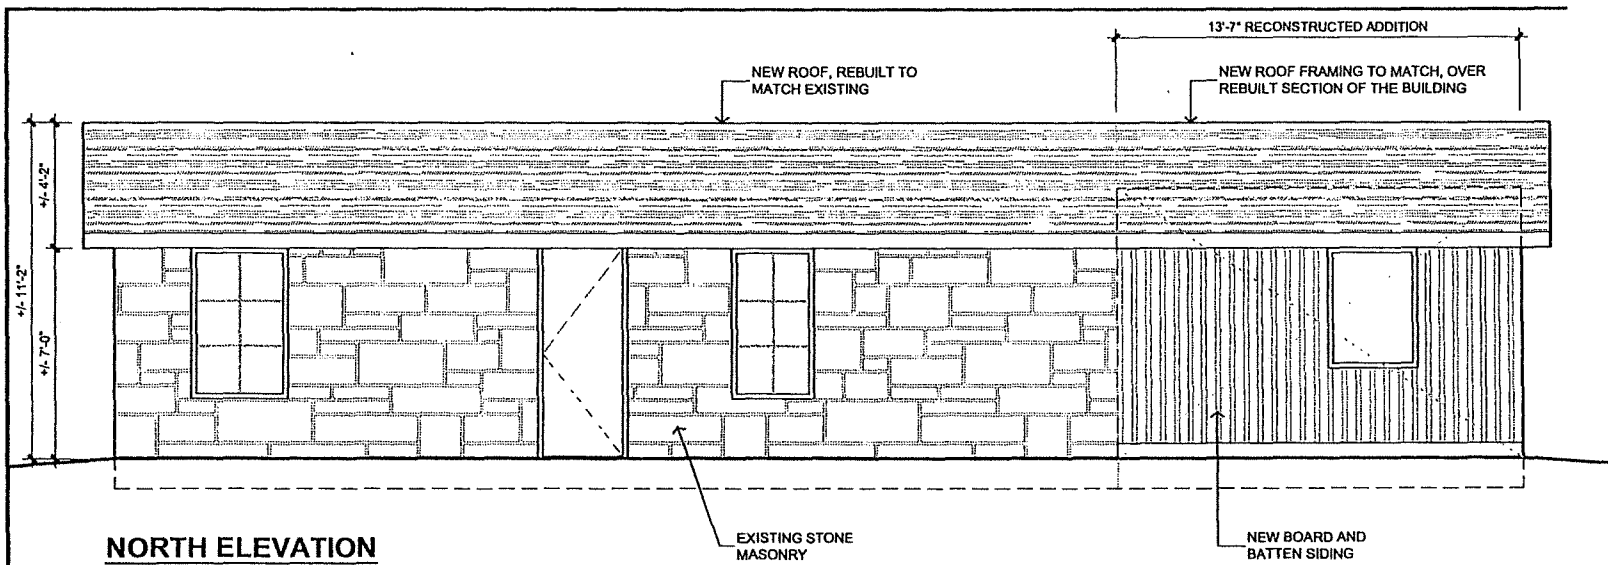 13'-7" RECONSTRUCTED ADDITION
NEW ROOF, REBUILT TO
MATCH EXISTING
NEW ROOF FRAMING TO MATCH, OVER
REBUILT SECTION OF THE BUILDING
+/- 4'-2"
+/- 11'-2"
+/- 7'-0"
EXISTING STONE
MASONRY
NEW BOARD AND
BATTEN SIDING
NORTH ELEVATION